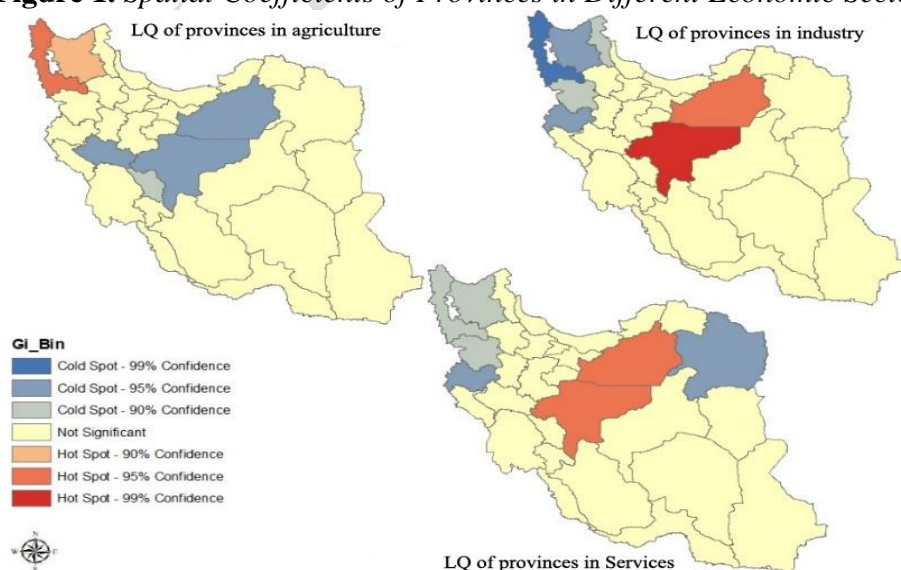 Figure 1. Spatial Coefficients of Provinces in Different Economic Secto
LQ of provinces in agriculture
LQ of provinces in industry
Gi_Bin
Cold Spot - 99% Confidence
Cold Spot - 95% Confidence
Cold Spot - 90% Confidence
Not Significant
Hot Spot - 90% Confidence
Hot Spot - 95% Confidence
Hot Spot - 99% Confidence
N
W E
S
LQ of provinces in Services